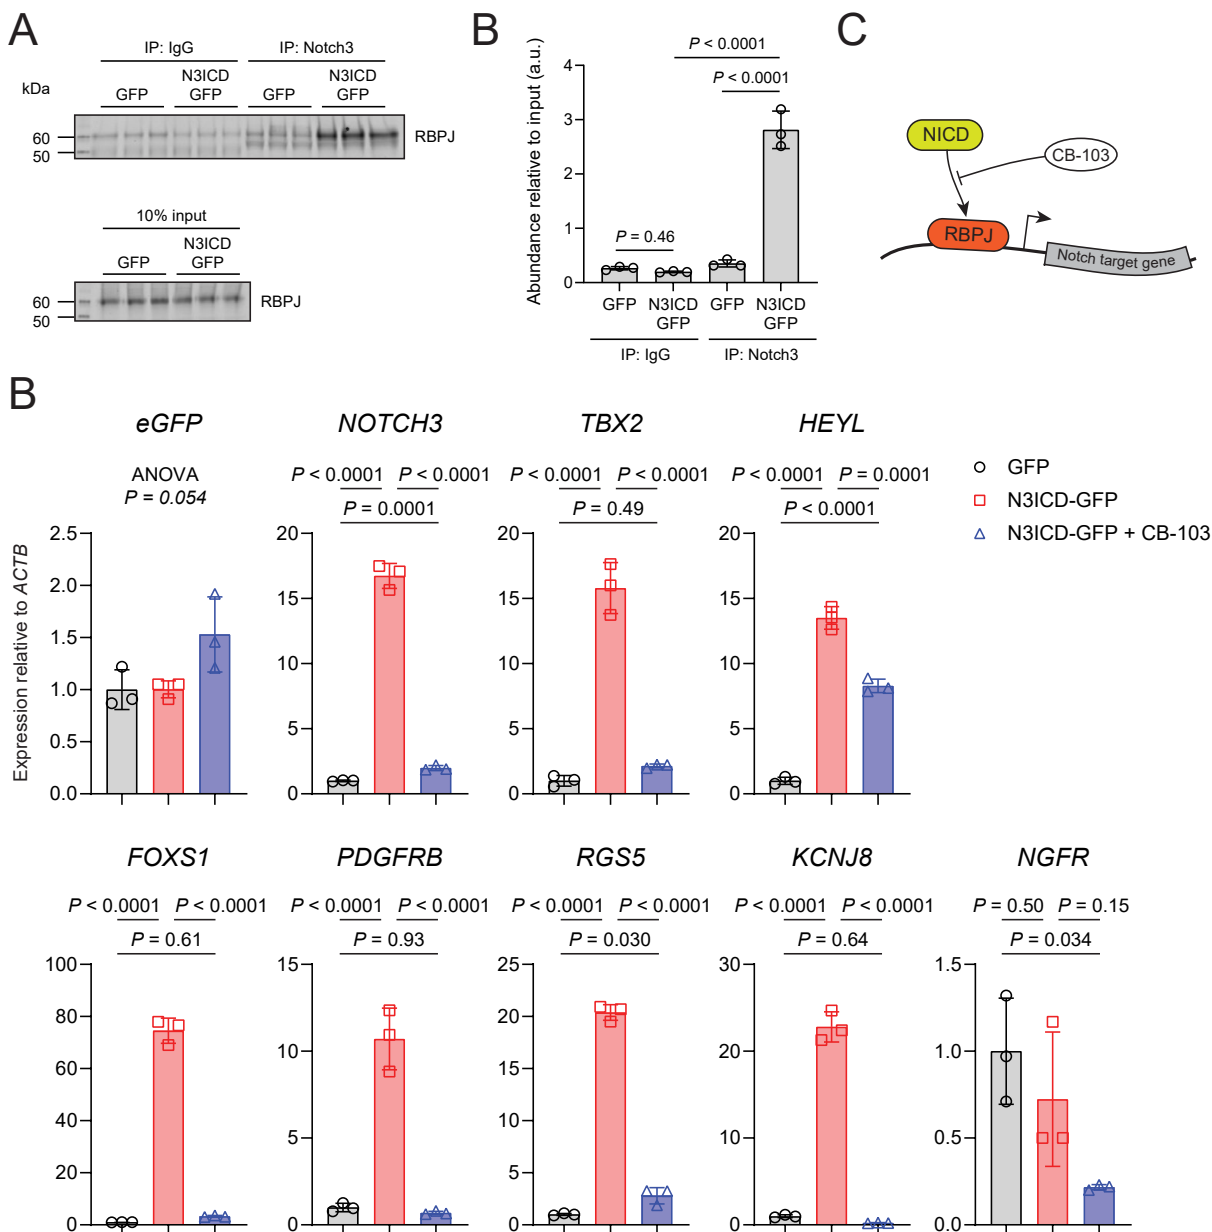 A
IP: IgG
IP: Notch3
kDa
GFP
N3ICD
GFP
GFP
N3ICD
GFP
60
50
RBPJ
10% input
GFP
N3ICD
GFP
60
50
RBPJ
B
P < 0.0001
P < 0.0001
P = 0.46
Abundance relative to input (a.u.)
4
3
2
1
0
GFP
N3ICD
GFP
GFP
N3ICD
GFP
IP: IgG
IP: Notch3
C
NICD
CB-103
RBPJ
Notch target gene
B
eGFP
ANOVA
P = 0.054
Expression relative to ACTB
2.5
2.0
1.5
1.0
0.5
0.0
NOTCH3
P < 0.0001 P < 0.0001
P = 0.0001
20
15
10
5
0
TBX2
P < 0.0001 P < 0.0001
P = 0.49
20
15
10
5
0
HEYL
P < 0.0001 P = 0.0001
P < 0.0001
20
15
10
5
0
GFP
N3ICD-GFP
N3ICD-GFP + CB-103
FOXS1
P < 0.0001 P < 0.0001
P = 0.61
100
80
60
40
20
0
PDGFRB
P < 0.0001 P < 0.0001
P = 0.93
15
10
5
0
RGS5
P < 0.0001 P < 0.0001
P = 0.030
25
20
15
10
5
0
KCNJ8
P < 0.0001 P < 0.0001
P = 0.64
30
20
10
0
NGFR
P = 0.50 P = 0.15
P = 0.034
1.5
1.0
0.5
0.0